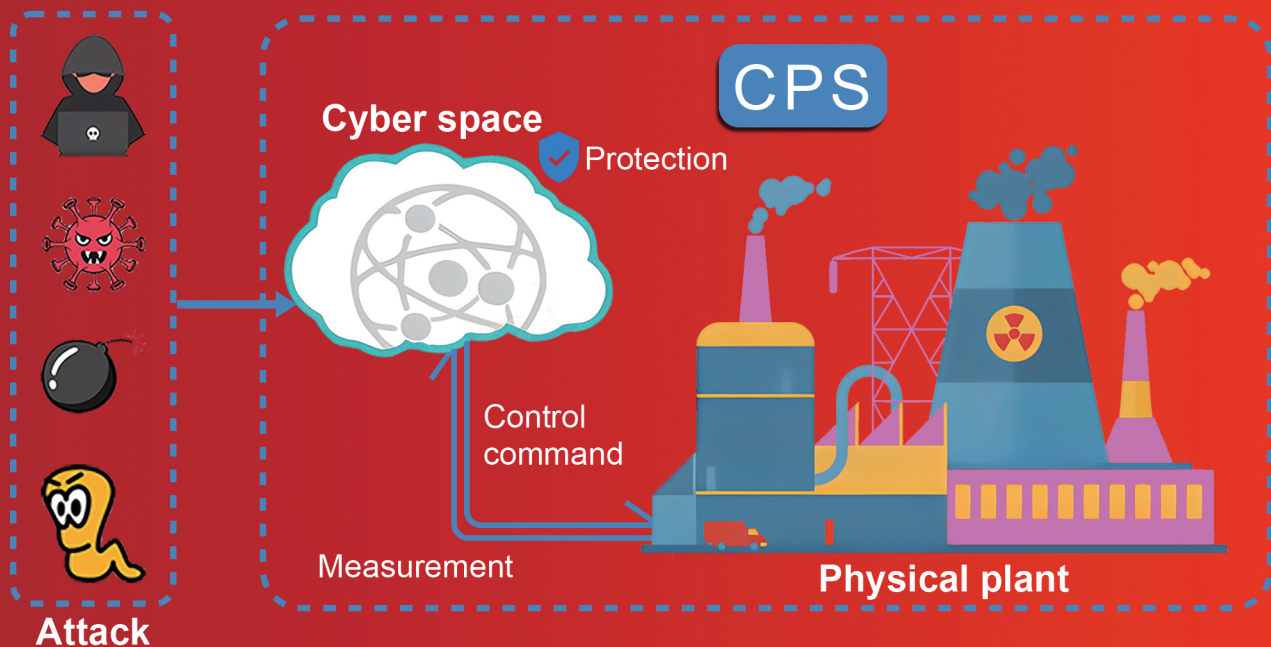 CPS
Cyber space
Protection
Control
command
Measurement
Physical plant
Attack